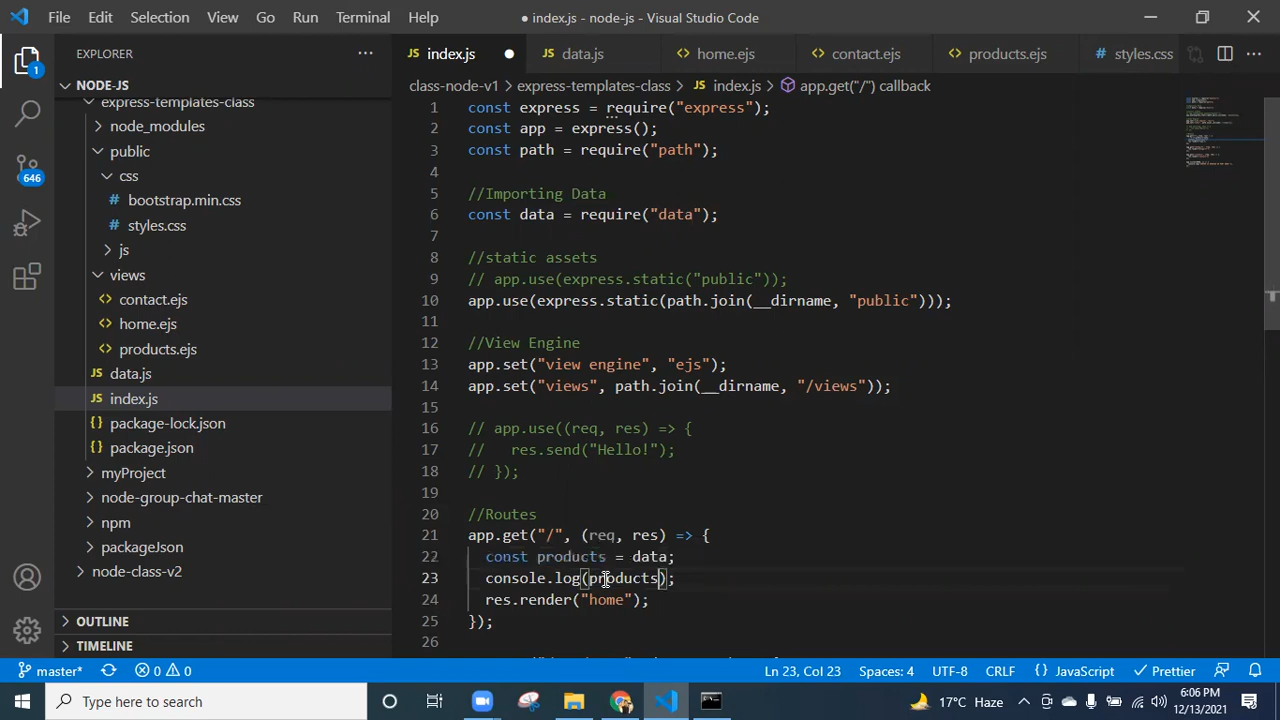 File Edit Selection View Go Run Terminal Help
● index.js - node-js - Visual Studio Code
EXPLORER
index.js
data.js
home.ejs
contact.ejs
products.ejs
styles.css
class-node-v1 > express-templates-class > index.js > app.get("/") callback
1
NODE-JS
express-templates-class
node_modules
public
css
bootstrap.min.css
styles.css
js
views
contact.ejs
home.ejs
products.ejs
data.js
index.js
package-lock.json
package.json
myProject
node-group-chat-master
npm
packageJson
node-class-v2
OUTLINE
TIMELINE
646
1 const express = require("express");
2 const app = express();
3 const path = require("path");
4
5 //Importing Data
6 const data = require("data");
7
8 //static assets
9 // app.use(express.static("public"));
10 app.use(express.static(path.join(__dirname, "public")));
11
12 //View Engine
13 app.set("view engine", "ejs");
14 app.set("views", path.join(__dirname, "/views"));
15
16 // app.use((req, res) => {
17 //   res.send("Hello!");
18 // });
19
20 //Routes
21 app.get("/", (req, res) => {
22   const products = data;
23   console.log(products);
24   res.render("home");
25 });
26
master* 0 0 Ln 23, Col 23 Spaces: 4 UTF-8 CRLF {} JavaScript Prettier
Type here to search
17°C Haze
6:06 PM
12/13/2021